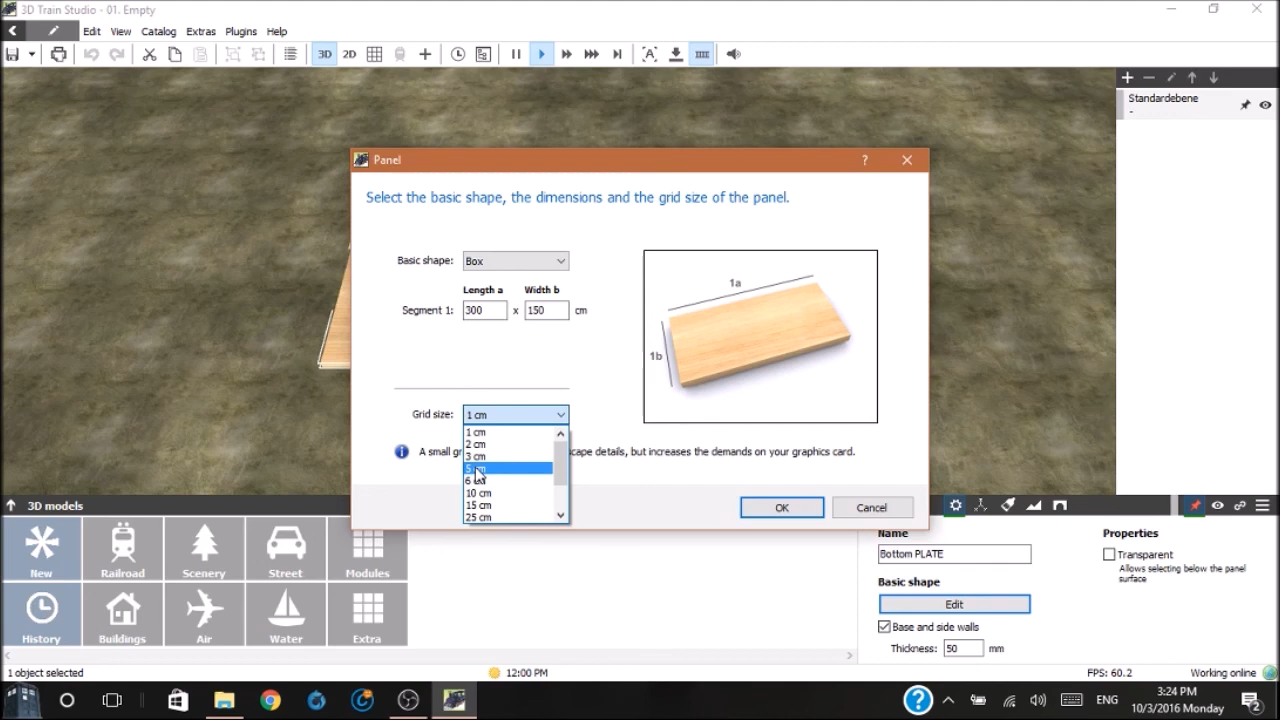 3D Train Studio - 01. Empty
Edit View Catalog Extras Plugins Help
3D 2D
Standardebene
-
Panel
Select the basic shape, the dimensions and the grid size of the panel.
Basic shape: Box
Length a Width b
Segment 1: 300 x 150 cm
1a
1b
Grid size: 1 cm
1 cm
2 cm
3 cm
5 cm
6 cm
10 cm
15 cm
25 cm
A small gr
scape details, but increases the demands on your graphics card.
OK Cancel
3D models
New Railroad Scenery Street Modules
History Buildings Air Water Extra
Name
Bottom PLATE
Basic shape
Edit
Base and side walls
Thickness: 50 mm
Properties
Transparent
Allows selecting below the panel
surface
1 object selected 12:00 PM FPS: 60.2 Working online
ENG 3:24 PM
10/3/2016 Monday
2